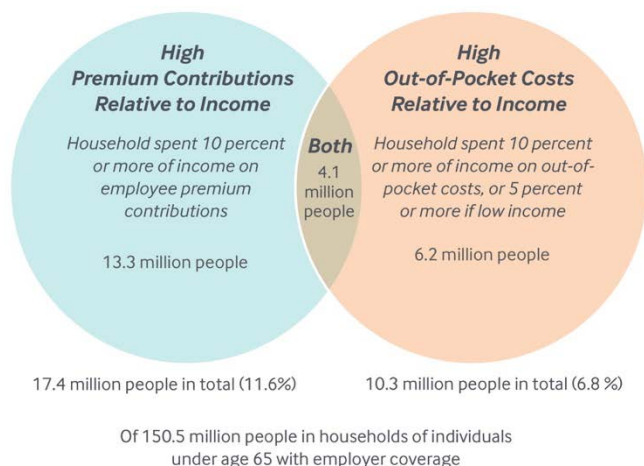 High
Premium Contributions
Relative to Income
Household spent 10 percent
or more of income on
employee premium
contributions
13.3 million people
Both
4.1
million
people
High
Out-of-Pocket Costs
Relative to Income
Household spent 10 percent
or more of income on out-of-
pocket costs, or 5 percent
or more if low income
6.2 million people
17.4 million people in total (11.6%)
10.3 million people in total (6.8 %)
Of 150.5 million people in households of individuals
under age 65 with employer coverage